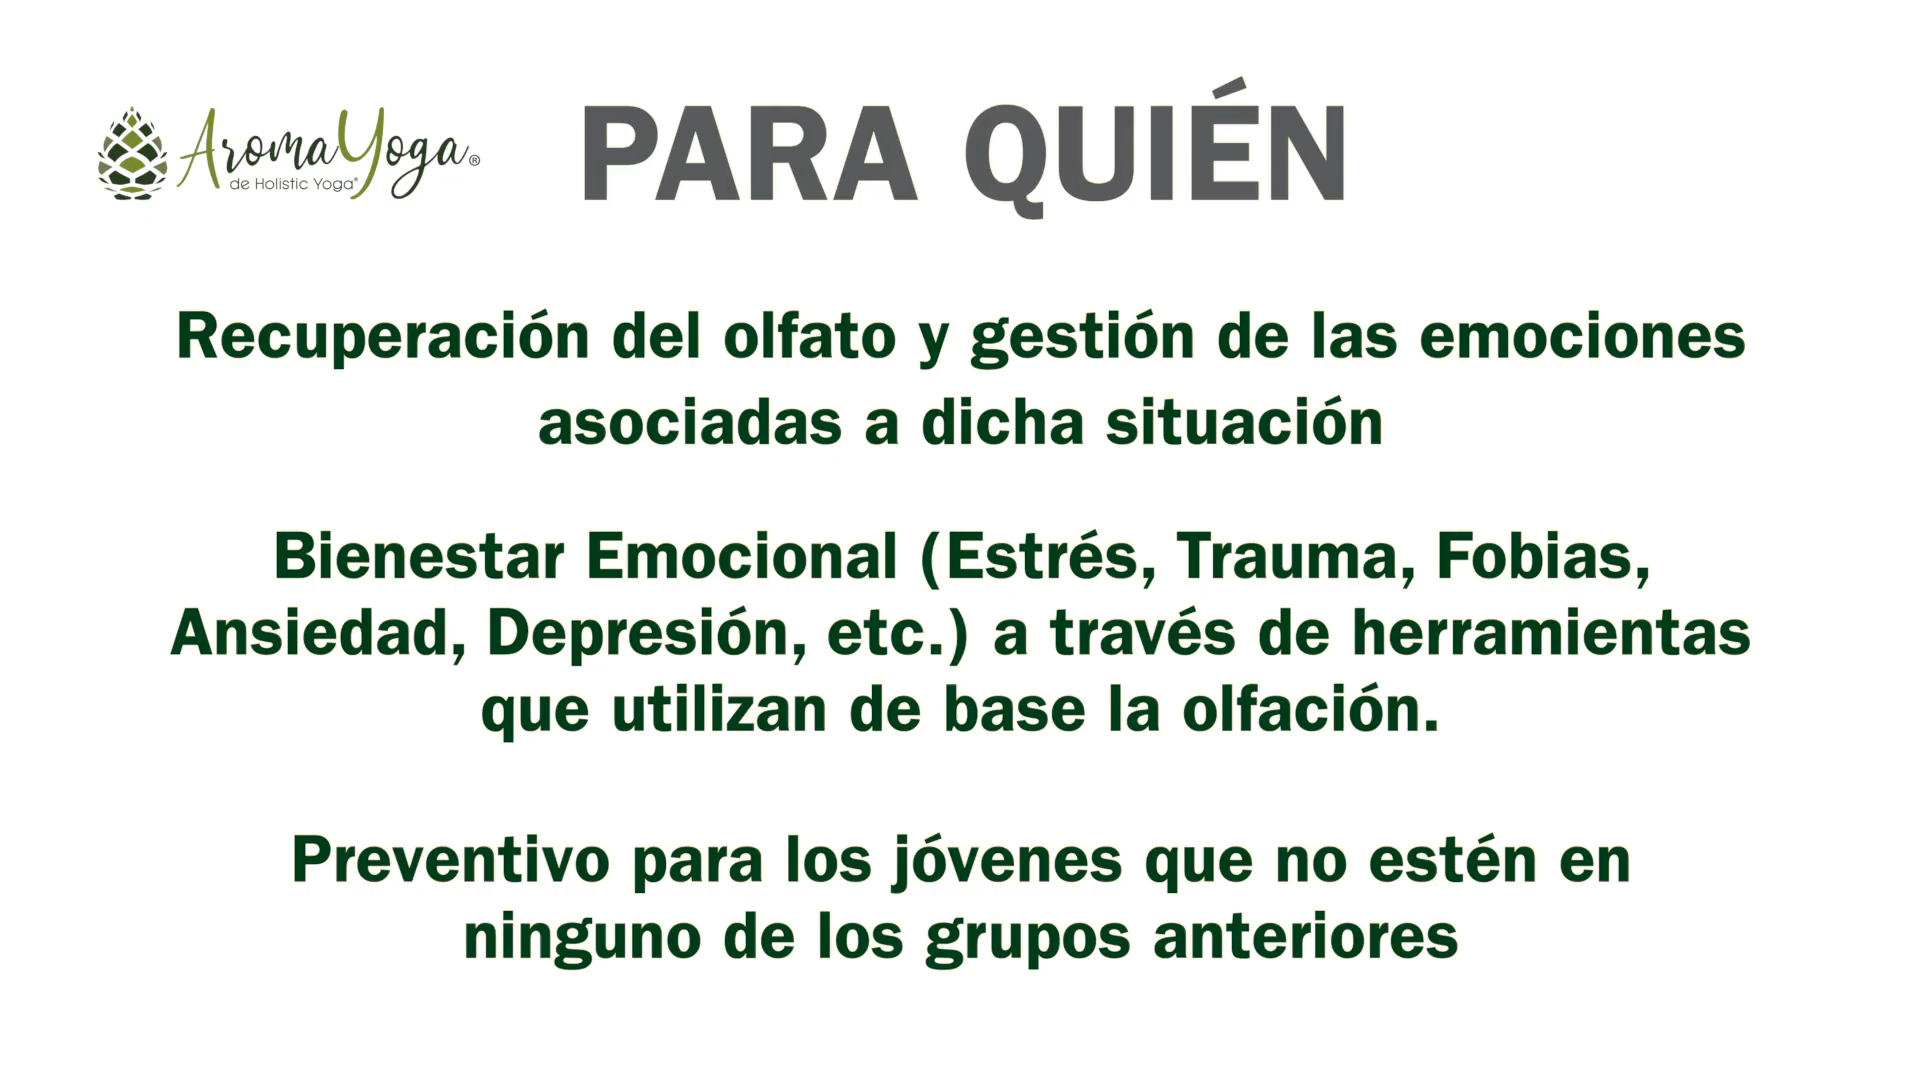 AromaYoga®
de Holistic Yoga®
PARA QUIÉN
Recuperación del olfato y gestión de las emociones
asociadas a dicha situación
Bienestar Emocional (Estrés, Trauma, Fobias,
Ansiedad, Depresión, etc.) a través de herramientas
que utilizan de base la olfación.
Preventivo para los jóvenes que no estén en
ninguno de los grupos anteriores